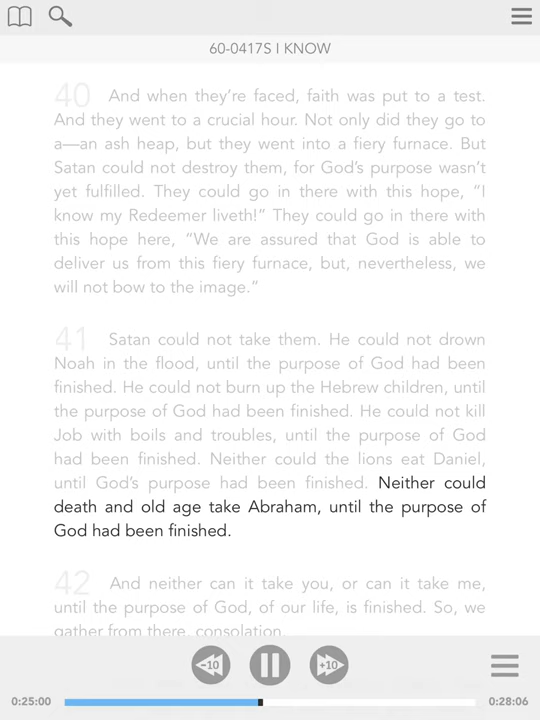 60-0417S I KNOW
40 And when they’re faced, faith was put to a test.
And they went to a crucial hour. Not only did they go to
a—an ash heap, but they went into a fiery furnace. But
Satan could not destroy them, for God’s purpose wasn’t
yet fulfilled. They could go in there with this hope, “I
know my Redeemer liveth!” They could go in there with
this hope here, “We are assured that God is able to
deliver us from this fiery furnace, but, nevertheless, we
will not bow to the image.”
41 Satan could not take them. He could not drown
Noah in the flood, until the purpose of God had been
finished. He could not burn up the Hebrew children, until
the purpose of God had been finished. He could not kill
Job with boils and troubles, until the purpose of God
had been finished. Neither could the lions eat Daniel,
until God’s purpose had been finished. Neither could
death and old age take Abraham, until the purpose of
God had been finished.
42 And neither can it take you, or can it take me,
until the purpose of God, of our life, is finished. So, we
gather from there, consolation.
-10 +10
0:25:00 0:28:06